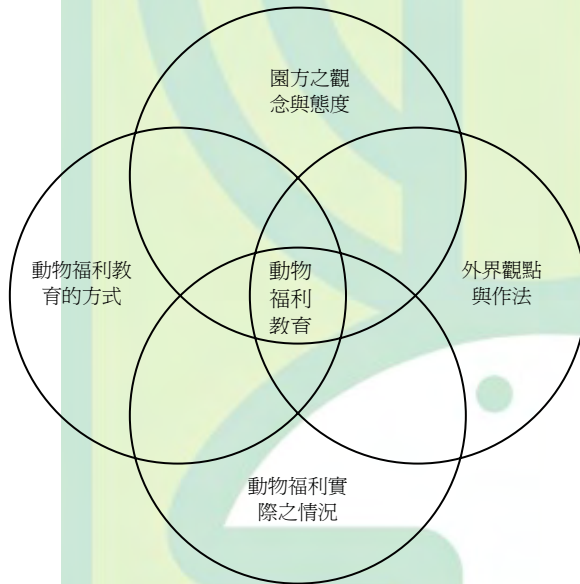 園方之觀
念與態度
動物福利教
育的方式
動物
福利
教育
外界觀點
與作法
動物福利實
際之情況